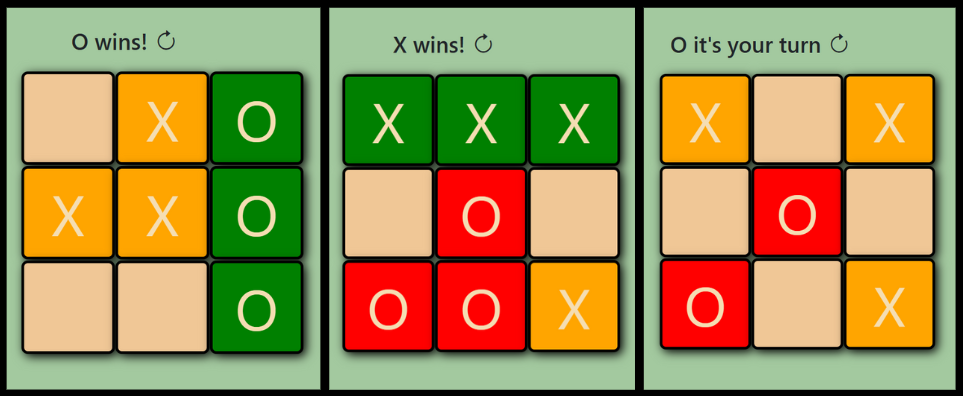 O wins! ↻
X O
X X O
O
X wins! ↻
X X X
O
O O X
O it's your turn ↻
X X
O
O X